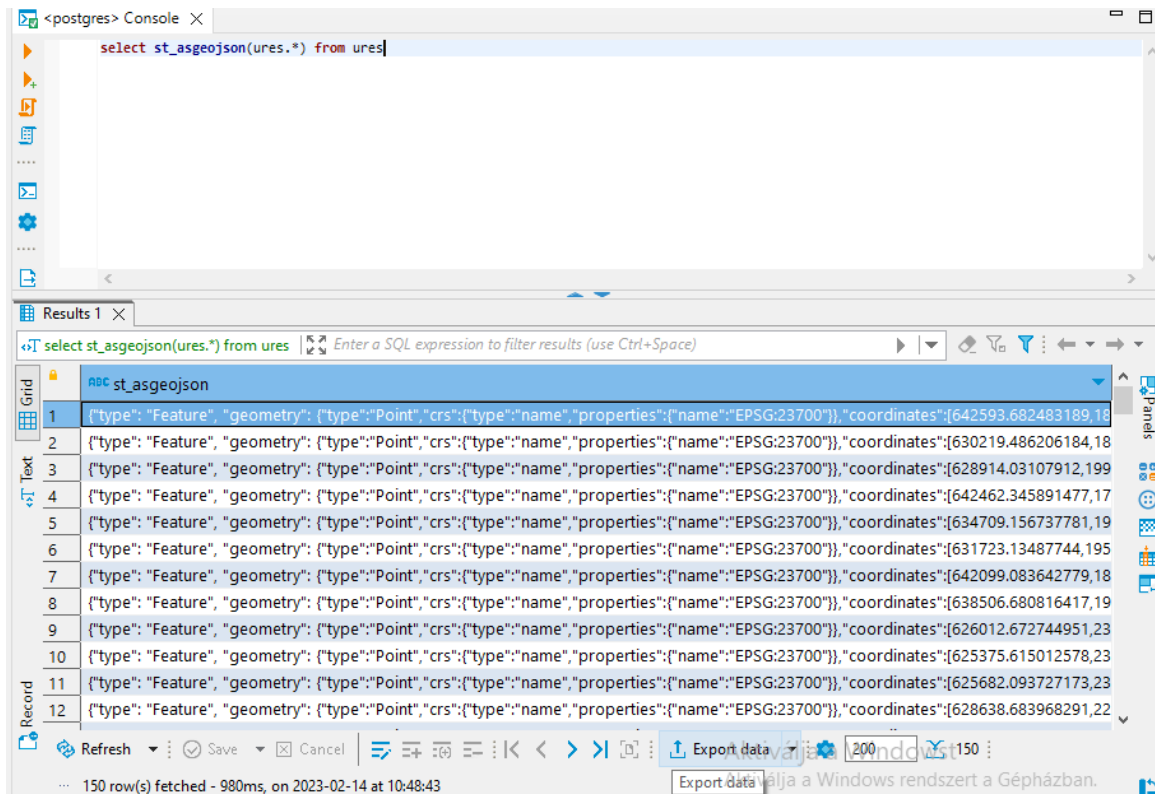 <postgres> Console
select st_asgeojson(ures.*) from ures
Results 1
select st_asgeojson(ures.*) from ures Enter a SQL expression to filter results (use Ctrl+Space)
Grid
Text
Record
Panels
ABC st_asgeojson
1 {"type": "Feature", "geometry": {"type":"Point","crs":{"type":"name","properties":{"name":"EPSG:23700"}},"coordinates":[642593.682483189,18
2 {"type": "Feature", "geometry": {"type":"Point","crs":{"type":"name","properties":{"name":"EPSG:23700"}},"coordinates":[630219.486206184,18
3 {"type": "Feature", "geometry": {"type":"Point","crs":{"type":"name","properties":{"name":"EPSG:23700"}},"coordinates":[628914.03107912,199
4 {"type": "Feature", "geometry": {"type":"Point","crs":{"type":"name","properties":{"name":"EPSG:23700"}},"coordinates":[642462.345891477,17
5 {"type": "Feature", "geometry": {"type":"Point","crs":{"type":"name","properties":{"name":"EPSG:23700"}},"coordinates":[634709.156737781,19
6 {"type": "Feature", "geometry": {"type":"Point","crs":{"type":"name","properties":{"name":"EPSG:23700"}},"coordinates":[631723.13487744,195
7 {"type": "Feature", "geometry": {"type":"Point","crs":{"type":"name","properties":{"name":"EPSG:23700"}},"coordinates":[642099.083642779,18
8 {"type": "Feature", "geometry": {"type":"Point","crs":{"type":"name","properties":{"name":"EPSG:23700"}},"coordinates":[638506.680816417,19
9 {"type": "Feature", "geometry": {"type":"Point","crs":{"type":"name","properties":{"name":"EPSG:23700"}},"coordinates":[626012.672744951,23
10 {"type": "Feature", "geometry": {"type":"Point","crs":{"type":"name","properties":{"name":"EPSG:23700"}},"coordinates":[625375.615012578,23
11 {"type": "Feature", "geometry": {"type":"Point","crs":{"type":"name","properties":{"name":"EPSG:23700"}},"coordinates":[625682.093727173,23
12 {"type": "Feature", "geometry": {"type":"Point","crs":{"type":"name","properties":{"name":"EPSG:23700"}},"coordinates":[628638.683968291,22
Refresh Save Cancel Export data 200 150
Aktiválja a Windowst
150 row(s) fetched - 980ms, on 2023-02-14 at 10:48:43
Export data
Windows rendszert a Gépházban.